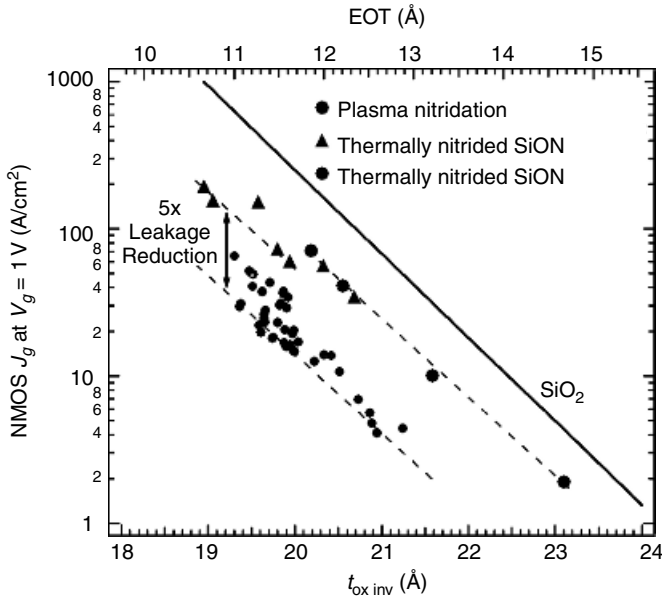 EOT (Å)
10 11 12 13 14 15
1000
8
6
4
2
100
8
6
4
2
10
8
6
4
2
1
NMOS Jg at Vg = 1 V (A/cm²)
Plasma nitridation
Thermally nitrided SiON
Thermally nitrided SiON
5x
Leakage
Reduction
SiO₂
18 19 20 21 22 23 24
tox inv (Å)